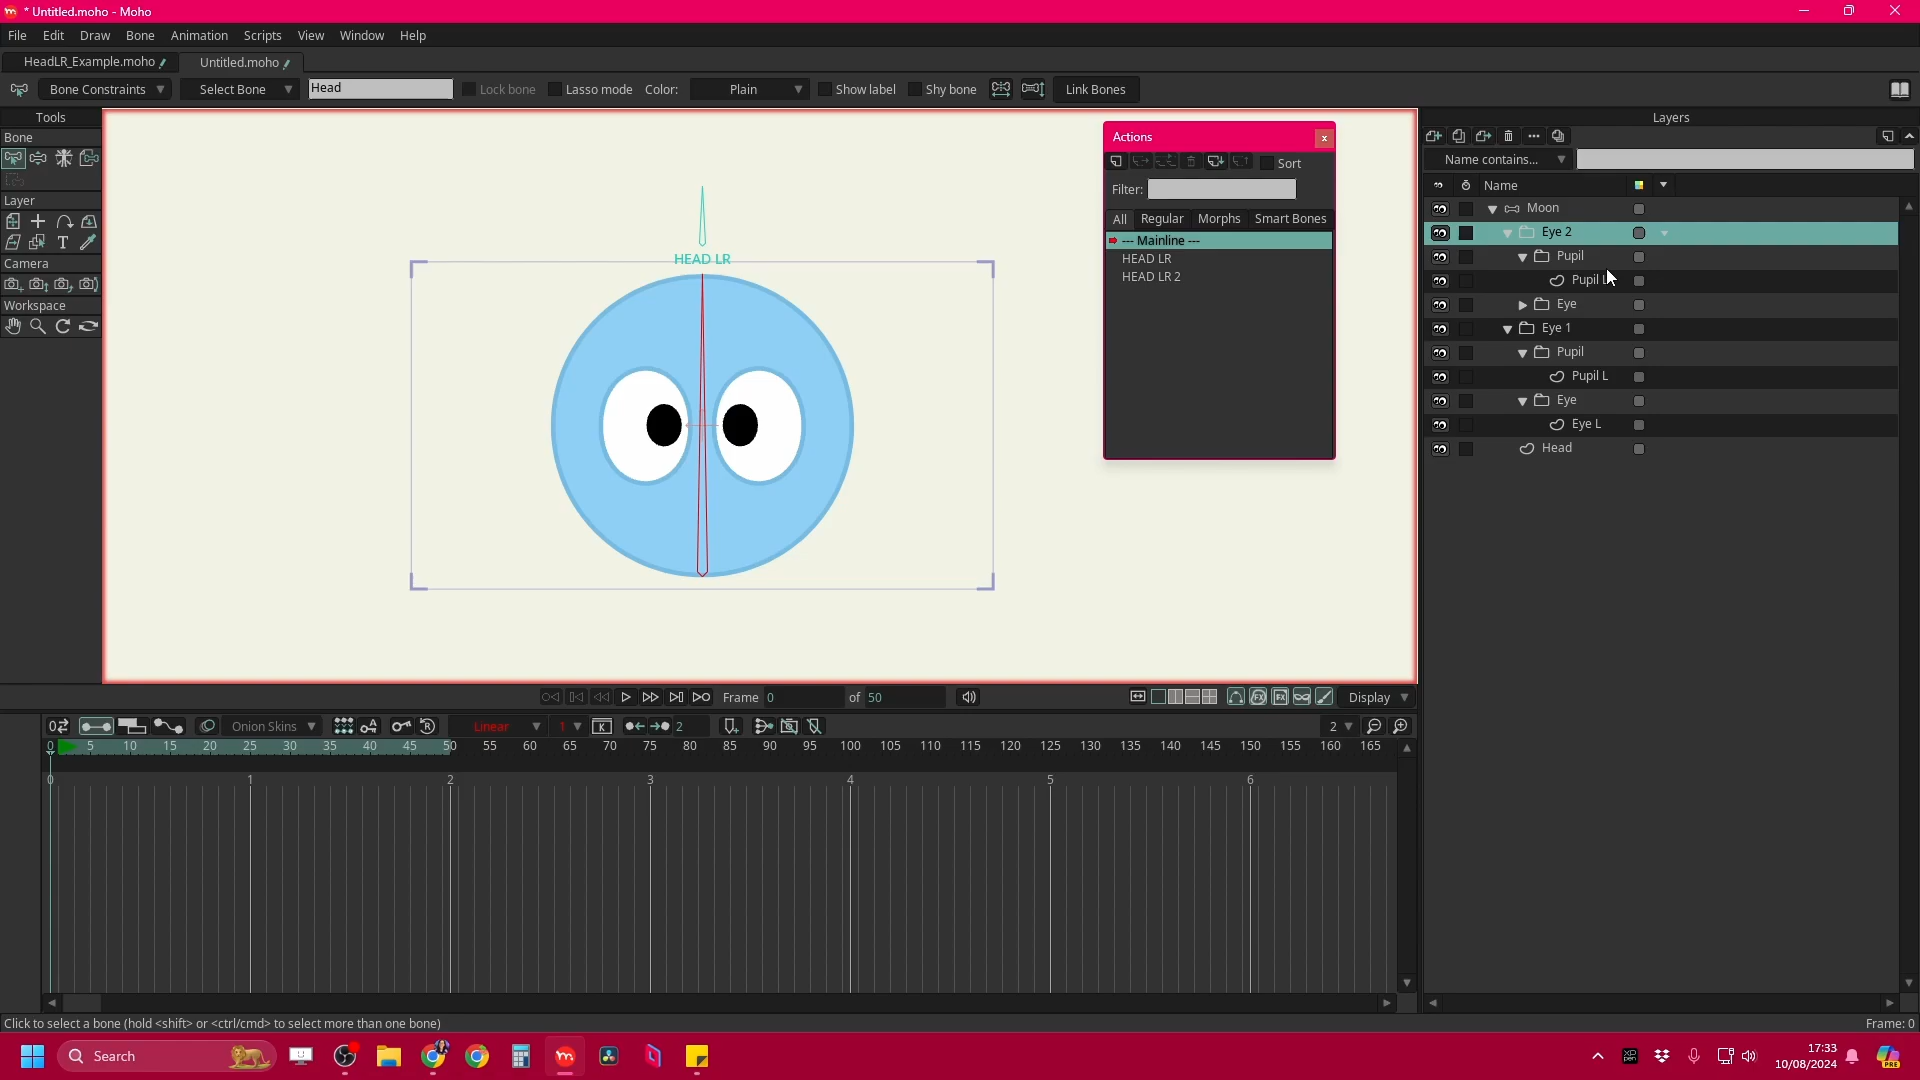 * Untitled.moho - Moho
File Edit Draw Bone Animation Scripts View Window Help
HeadLR_Example.moho Untitled.moho
Bone Constraints Select Bone Head Lock bone Lasso mode Color: Plain Show label Shy bone Link Bones
Tools
Bone
Layer
Camera
Workspace
HEAD LR
Actions
Sort
Filter:
All Regular Morphs Smart Bones
--- Mainline ---
HEAD LR
HEAD LR 2
Layers
Name contains...
Name
Moon
Eye 2
Pupil
Pupil
Eye
Eye 1
Pupil
Pupil L
Eye
Eye L
Head
Frame 0 of 50 Display
Onion Skins Linear 1 2 2
0 5 10 15 20 25 30 35 40 45 50 55 60 65 70 75 80 85 90 95 100 105 110 115 120 125 130 135 140 145 150 155 160 165
0 1 2 3 4 5 6
Click to select a bone (hold <shift> or <ctrl/cmd> to select more than one bone) Frame: 0
Search
17:33
10/08/2024
PRE